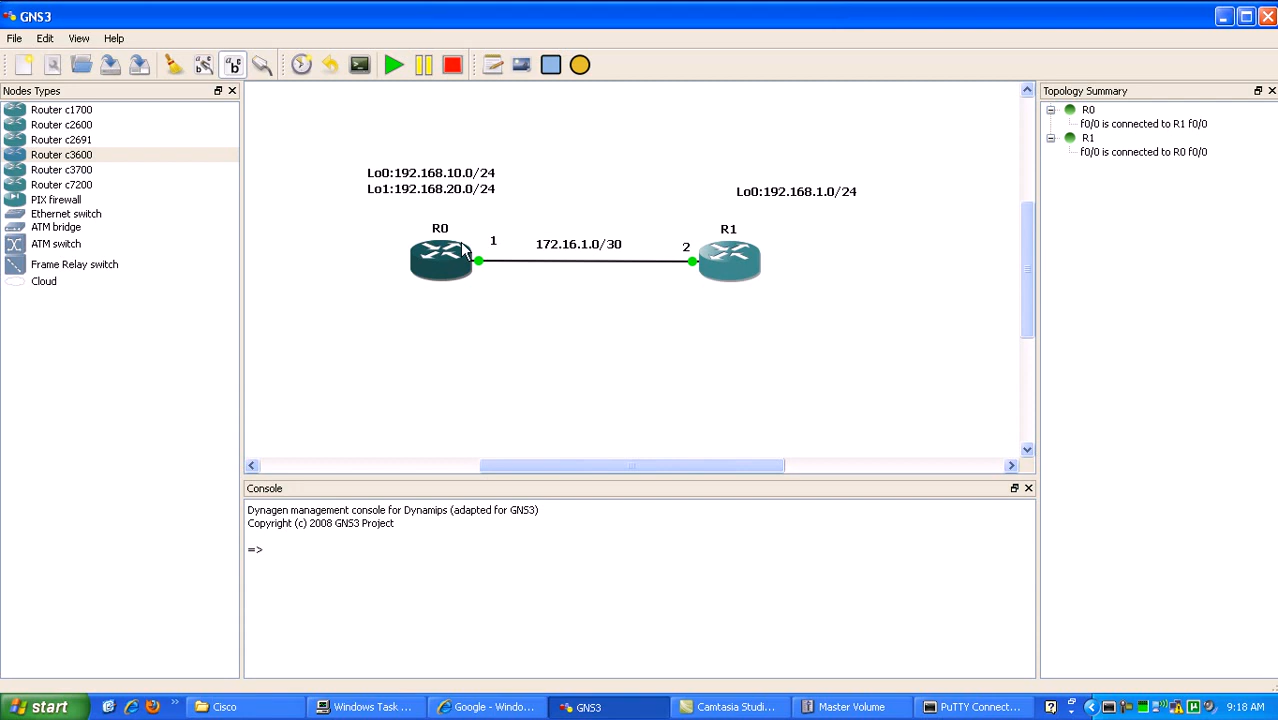 GNS3
File Edit View Help
Nodes Types
Router c1700
Router c2600
Router c2691
Router c3600
Router c3700
Router c7200
PIX firewall
Ethernet switch
ATM bridge
ATM switch
Frame Relay switch
Cloud
Lo0:192.168.10.0/24
Lo1:192.168.20.0/24
Lo0:192.168.1.0/24
R0
R1
1
172.16.1.0/30
2
Topology Summary
R0
f0/0 is connected to R1 f0/0
R1
f0/0 is connected to R0 f0/0
Console
Dynagen management console for Dynamips (adapted for GNS3)
Copyright (c) 2008 GNS3 Project
=>
start
Cisco
Windows Task ...
Google - Windo...
GNS3
Camtasia Studi...
Master Volume
PuTTY Connect...
9:18 AM